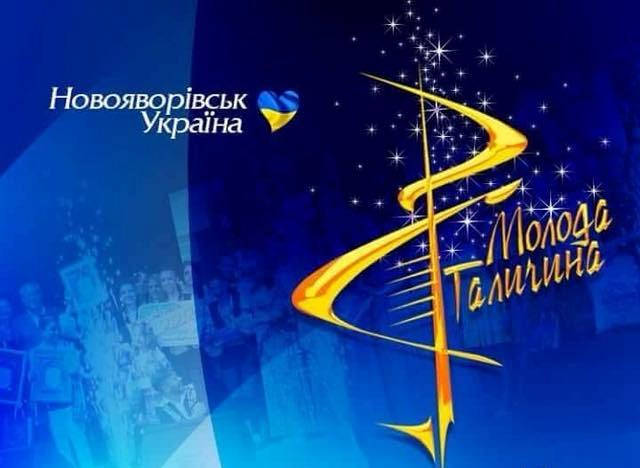 Новояворівськ
Україна
Молода
Галичина